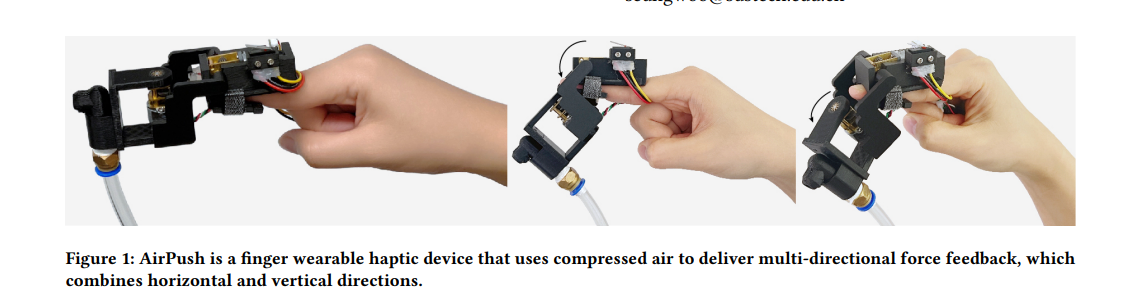 Figure 1: AirPush is a finger wearable haptic device that uses compressed air to deliver multi-directional force feedback, which
combines horizontal and vertical directions.